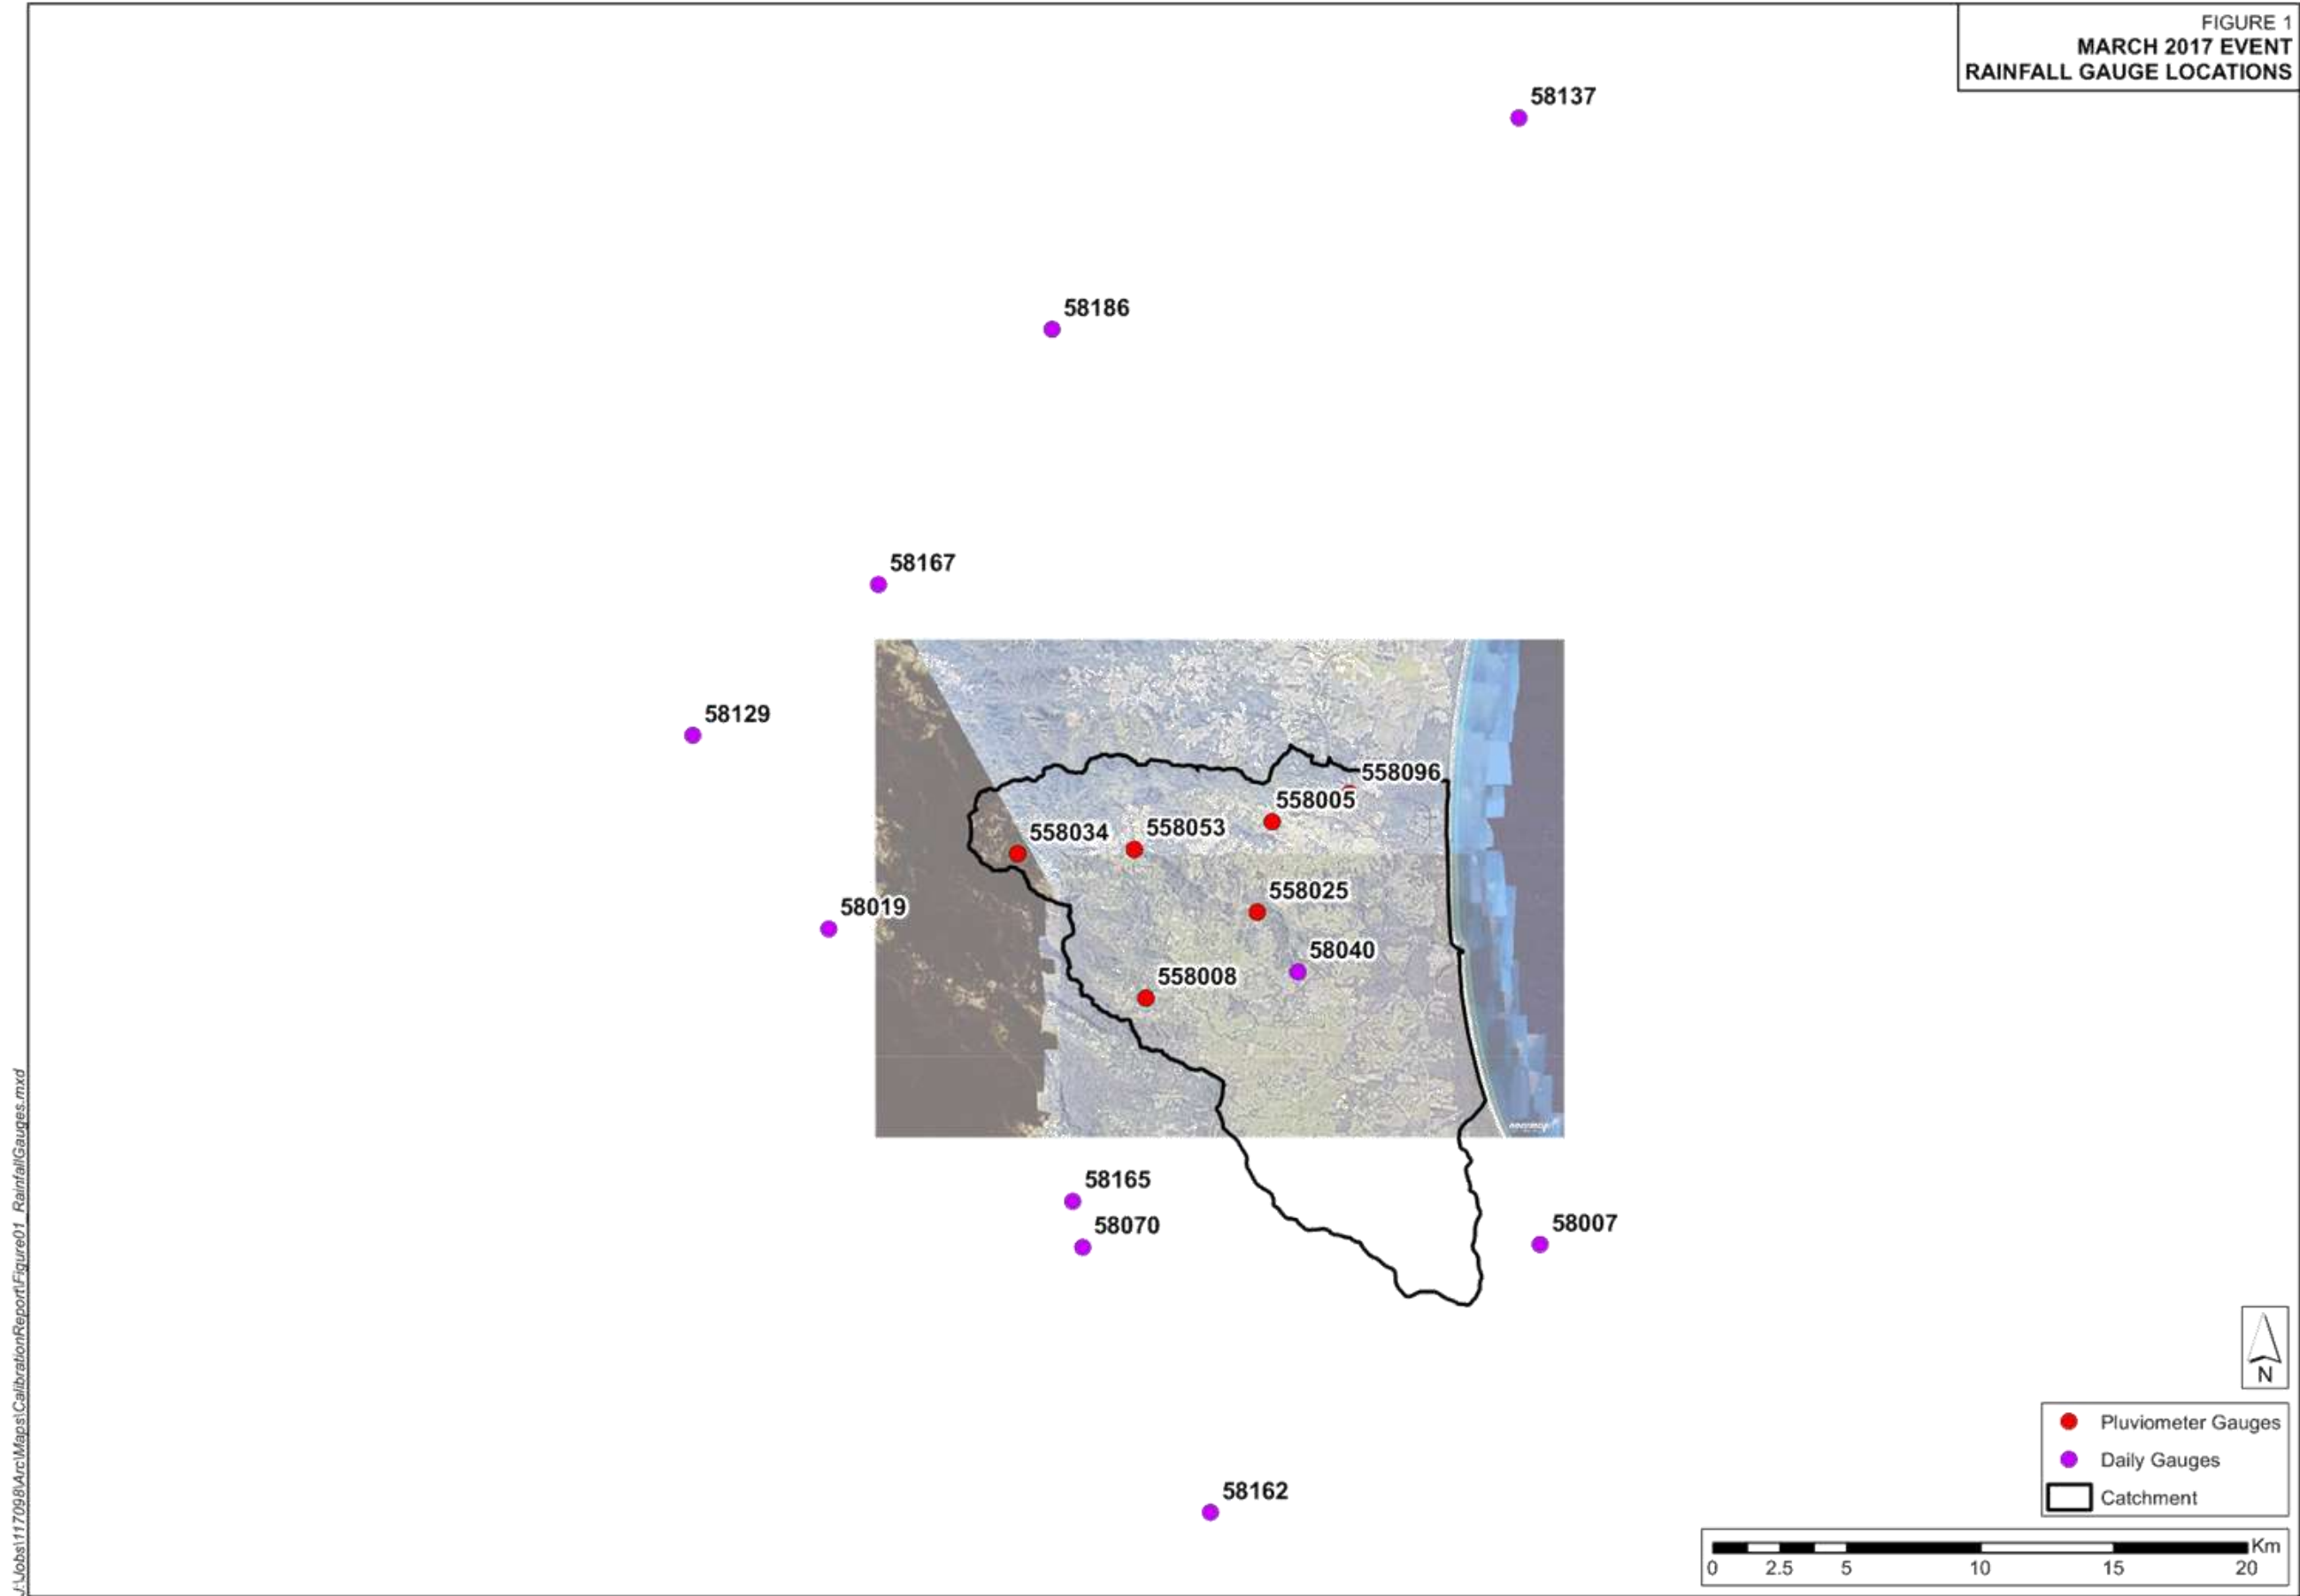 FIGURE 1
MARCH 2017 EVENT
RAINFALL GAUGE LOCATIONS
58137
58186
58167
58129
558096
558005
558034
558053
558025
58019
58040
558008
58165
58070
58007
58162
N
Pluviometer Gauges
Daily Gauges
Catchment
Km
0 2.5 5 10 15 20
J:\Jobs\117098\Arc\Maps\CalibrationReport\Figure01_RainfallGauges.mxd